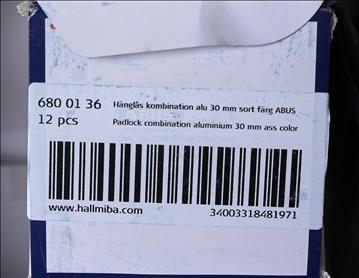 680 01 36 Hänglås kombination alu 30 mm sort färg ABUS
12 pcs Padlock combination aluminium 30 mm ass color
www.hallmiba.com 34003318481971